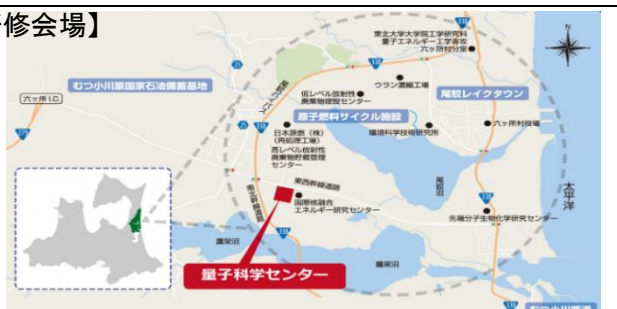 修会場】
東北大学大学院工学研究科
量子エネルギー工学専攻
六ヶ所村分室
N
むつ小川原国家石油備蓄基地
ウラン濃縮工場
尾駮レイクタウン
六ヶ所I.C.
低レベル放射性
廃棄物埋設センター
原子燃料サイクル施設
日本原燃(株)
(再処理工場)
高レベル放射性
廃棄物貯蔵管理
センター
環境科学技術研究所
六ヶ所村役場
東西幹線道路
尾駮沼
太平洋
南北幹線道路
国際核融合
エネルギー研究センター
先端分子生物化学研究センター
鷹架沼
鷹架沼
量子科学センター
338